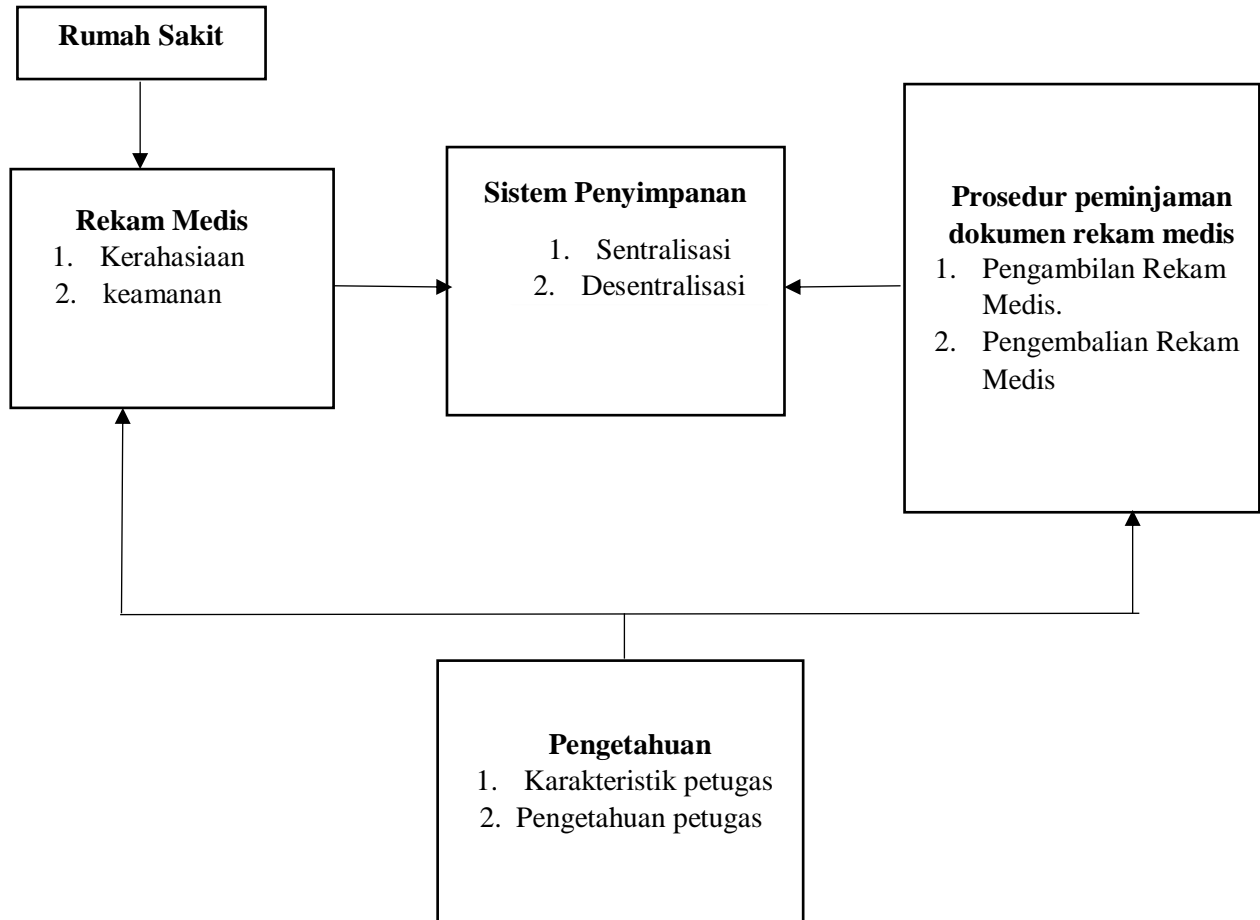 Rumah Sakit
Rekam Medis
1. Kerahasiaan
2. keamanan
Sistem Penyimpanan
1. Sentralisasi
2. Desentralisasi
Prosedur peminjaman
dokumen rekam medis
1. Pengambilan Rekam
Medis.
2. Pengembalian Rekam
Medis
Pengetahuan
1. Karakteristik petugas
2. Pengetahuan petugas